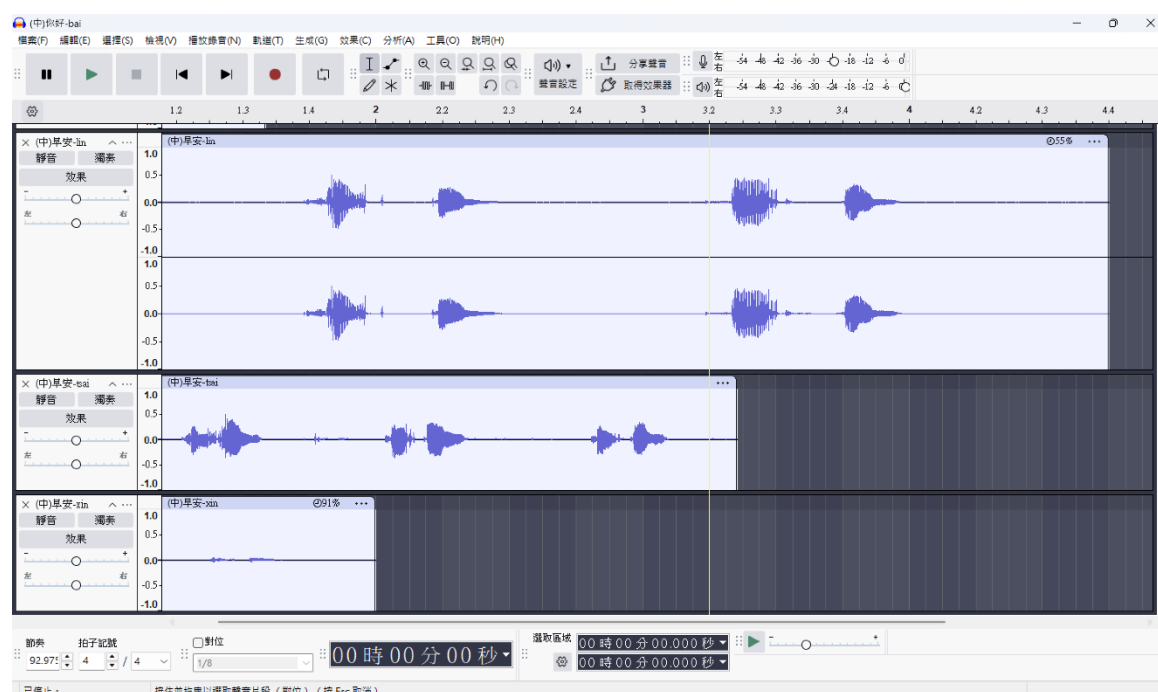 (中)你好-bai
檔案(F) 編輯(E) 選擇(S) 檢視(V) 播放錄音(N) 軌道(T) 生成(G) 效果(C) 分析(A) 工具(O) 說明(H)
聲音設定 分享聲音 取得效果器
左 右 -54 -48 -42 -36 -30 -18 -12 -6 0
左 右 -54 -48 -42 -36 -30 -24 -18 -12 -6
1.2 1.3 1.4 2 2.2 2.3 2.4 3 3.2 3.3 3.4 4 4.2 4.3 4.4
(中)早安-lin
靜音 獨奏
效果
- +
左 右
1.0
0.5
0.0
-0.5
-1.0
1.0
0.5
0.0
-0.5
-1.0
(中)早安-lin 55%
(中)早安-tsai
靜音 獨奏
效果
- +
左 右
1.0
0.5
0.0
-0.5
-1.0
(中)早安-tsai
(中)早安-xin
靜音 獨奏
效果
- +
左 右
1.0
0.5
0.0
-0.5
-1.0
(中)早安-xin 91%
節奏 拍子記號
92.975 4 / 4
對位
1/8
00 時 00 分 00 秒
選取區域
00 時 00 分 00.000 秒
00 時 00 分 00.000 秒
- +